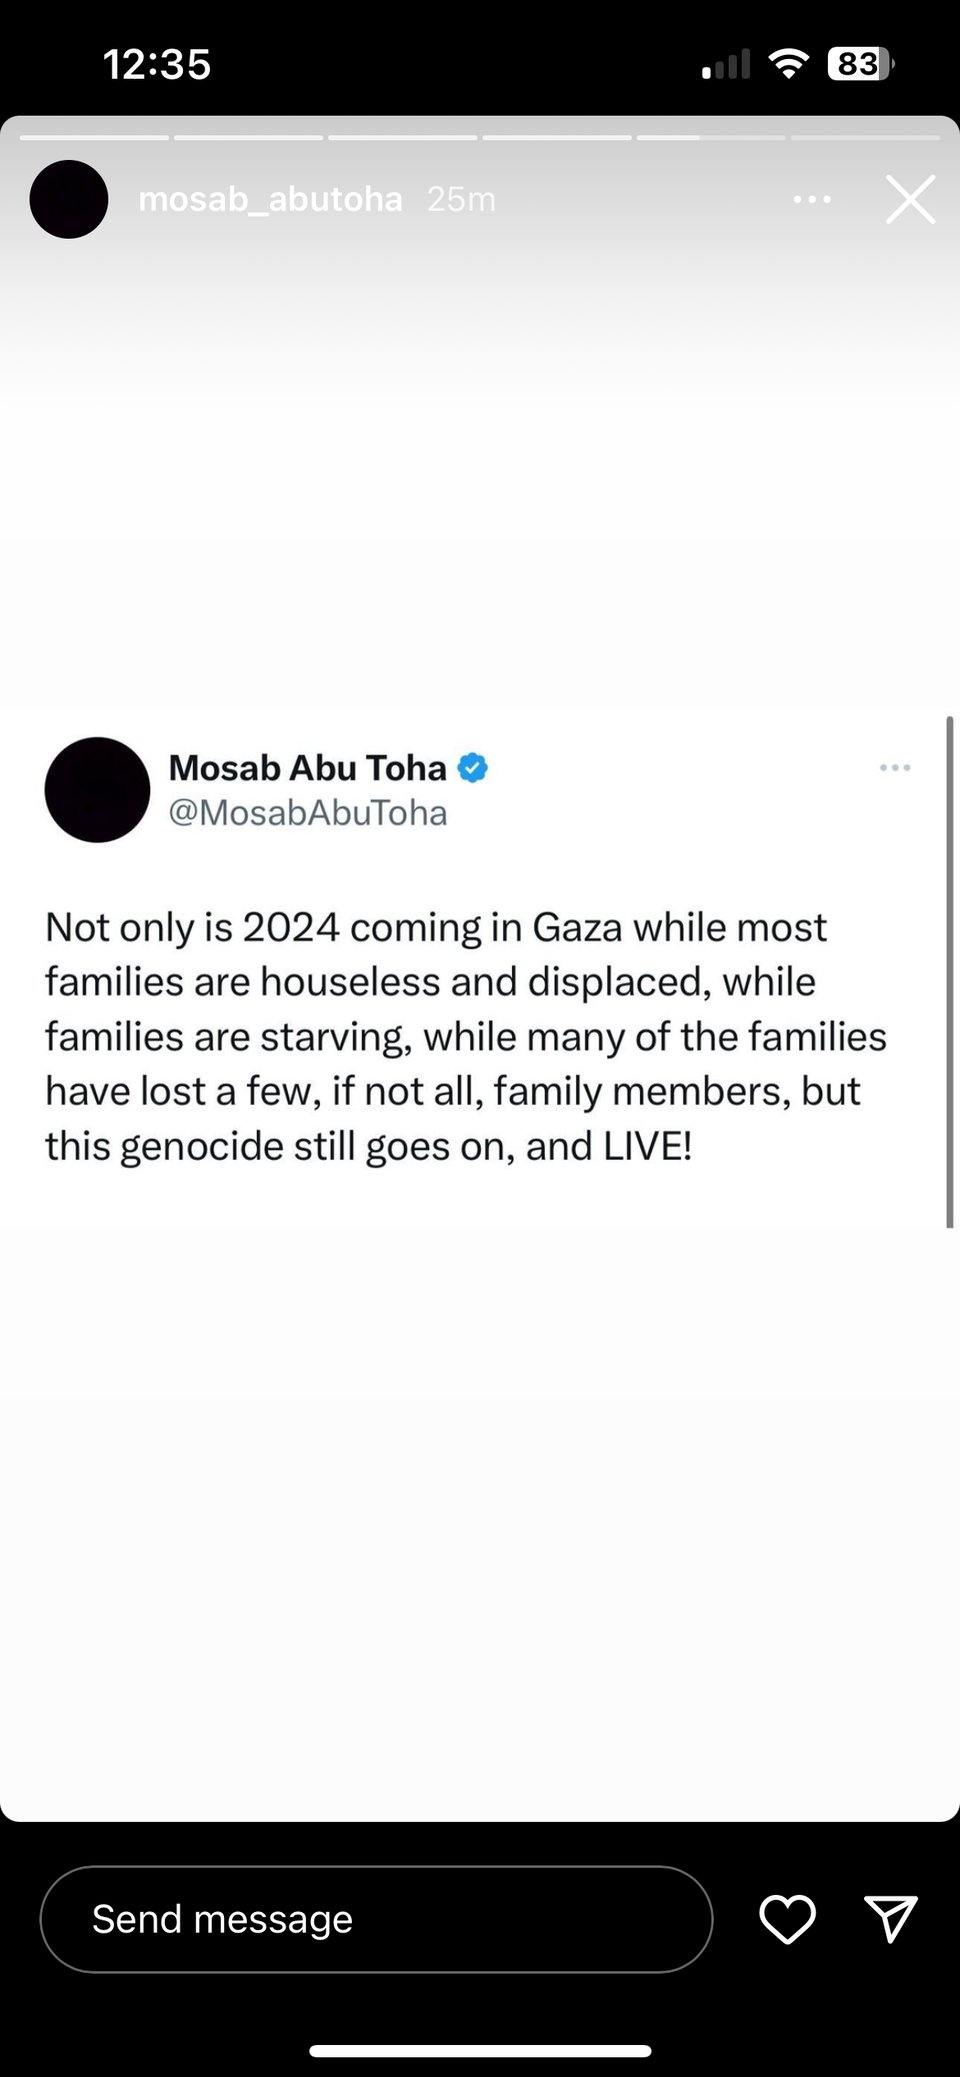 12:35
83
mosab_abutoha 25m
Mosab Abu Toha
@MosabAbuToha
Not only is 2024 coming in Gaza while most
families are houseless and displaced, while
families are starving, while many of the families
have lost a few, if not all, family members, but
this genocide still goes on, and LIVE!
Send message